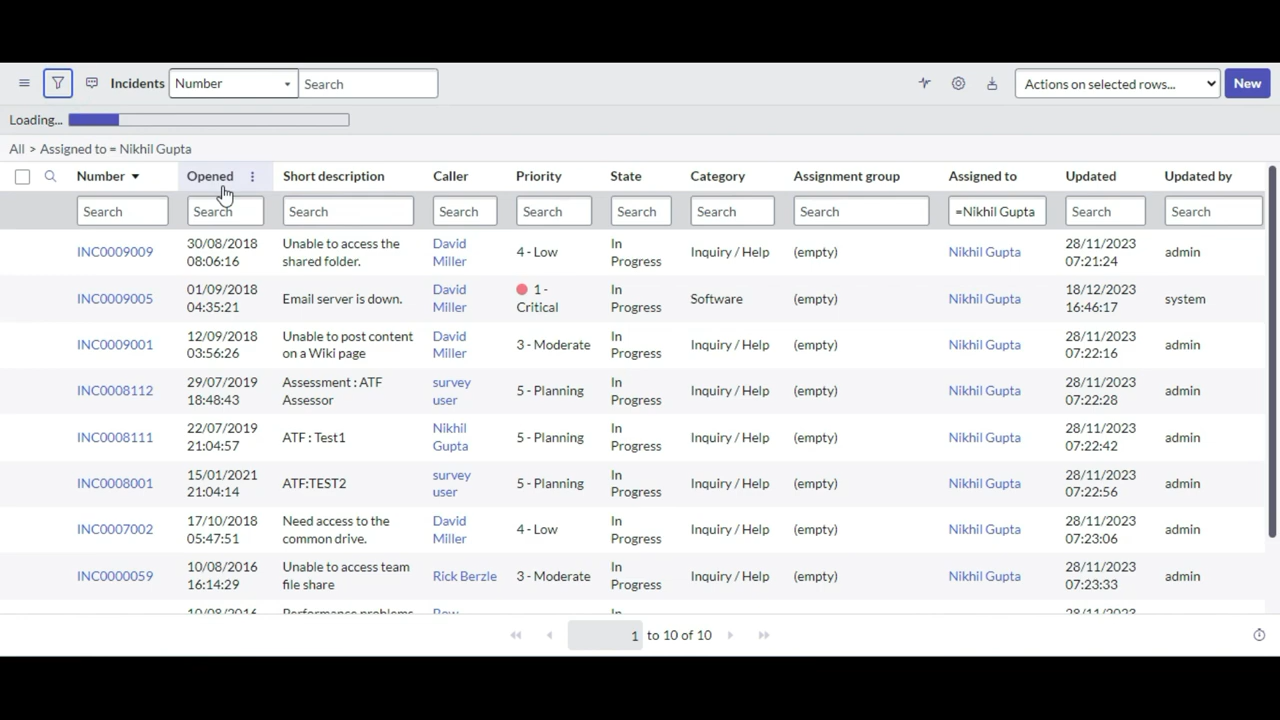 Incidents Number Search Actions on selected rows... New
Loading...
All > Assigned to = Nikhil Gupta
Number Opened Short description Caller Priority State Category Assignment group Assigned to Updated Updated by
Search Search Search Search Search Search Search Search =Nikhil Gupta Search Search
INC0009009 30/08/2018 08:06:16 Unable to access the shared folder. David Miller 4 - Low In Progress Inquiry / Help (empty) Nikhil Gupta 28/11/2023 07:21:24 admin
INC0009005 01/09/2018 04:35:21 Email server is down. David Miller 1 - Critical In Progress Software (empty) Nikhil Gupta 18/12/2023 16:46:17 system
INC0009001 12/09/2018 03:56:26 Unable to post content on a Wiki page David Miller 3 - Moderate In Progress Inquiry / Help (empty) Nikhil Gupta 28/11/2023 07:22:16 admin
INC0008112 29/07/2019 18:48:43 Assessment : ATF Assessor survey user 5 - Planning In Progress Inquiry / Help (empty) Nikhil Gupta 28/11/2023 07:22:28 admin
INC0008111 22/07/2019 21:04:57 ATF : Test1 Nikhil Gupta 5 - Planning In Progress Inquiry / Help (empty) Nikhil Gupta 28/11/2023 07:22:42 admin
INC0008001 15/01/2021 21:04:14 ATF:TEST2 survey user 5 - Planning In Progress Inquiry / Help (empty) Nikhil Gupta 28/11/2023 07:22:56 admin
INC0007002 17/10/2018 05:47:51 Need access to the common drive. David Miller 4 - Low In Progress Inquiry / Help (empty) Nikhil Gupta 28/11/2023 07:23:06 admin
INC0000059 10/08/2016 16:14:29 Unable to access team file share Rick Berzle 3 - Moderate In Progress Inquiry / Help (empty) Nikhil Gupta 28/11/2023 07:23:33 admin
10/08/2016 Performance problems In 28/11/2023
1 to 10 of 10